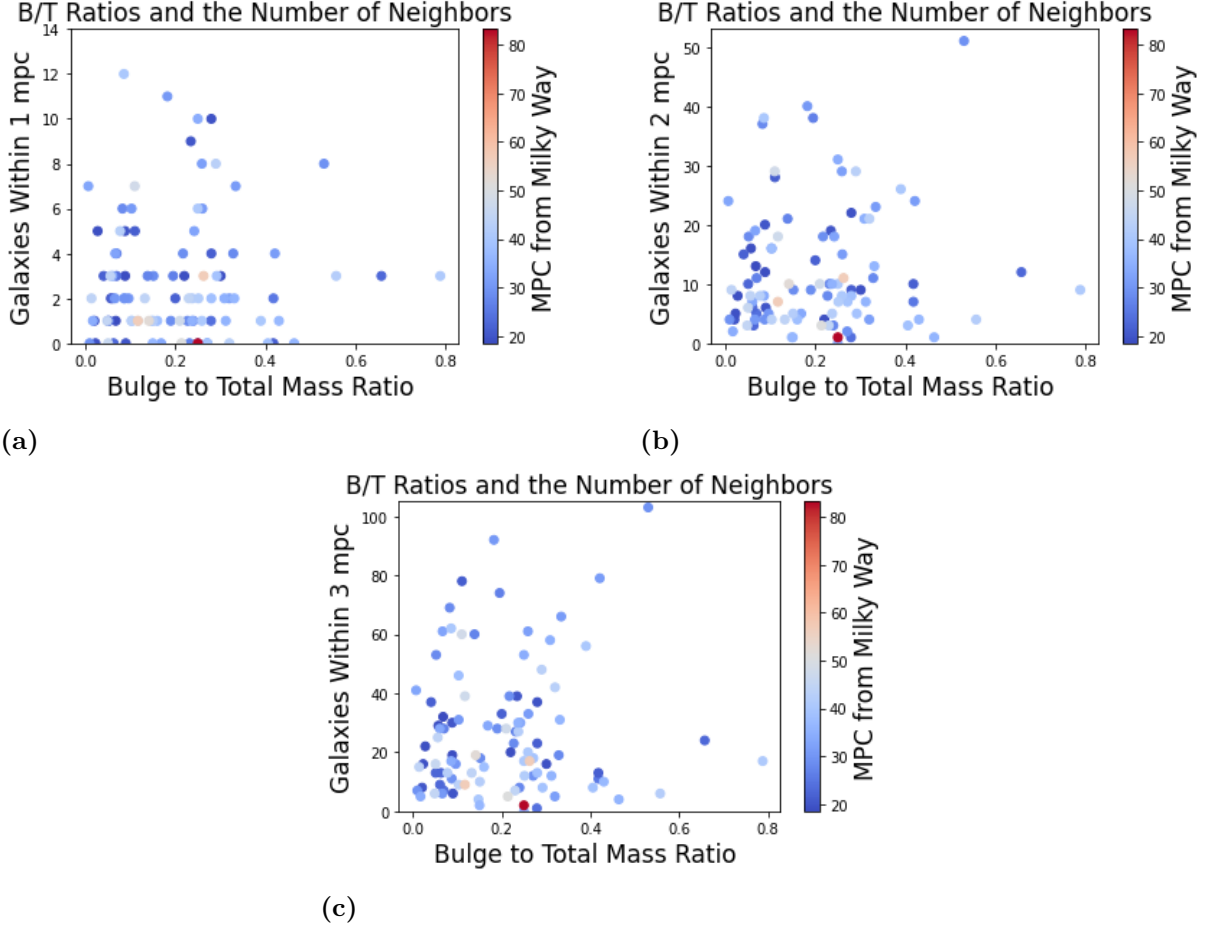 B/T Ratios and the Number of Neighbors
14
12
10
8
6
4
2
0
Galaxies Within 1 mpc
0.0 0.2 0.4 0.6 0.8
Bulge to Total Mass Ratio
80
70
60
50
40
30
20
MPC from Milky Way
(a)
B/T Ratios and the Number of Neighbors
50
40
30
20
10
0
Galaxies Within 2 mpc
0.0 0.2 0.4 0.6 0.8
Bulge to Total Mass Ratio
80
70
60
50
40
30
20
MPC from Milky Way
(b)
B/T Ratios and the Number of Neighbors
100
80
60
40
20
0
Galaxies Within 3 mpc
0.0 0.2 0.4 0.6 0.8
Bulge to Total Mass Ratio
80
70
60
50
40
30
20
MPC from Milky Way
(c)